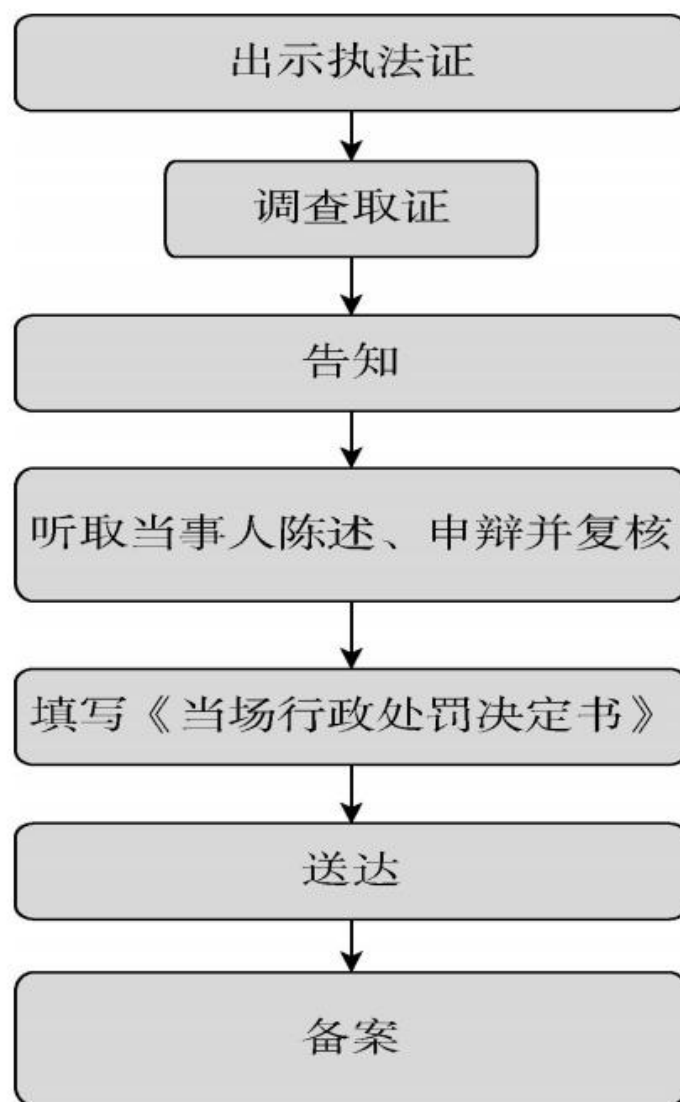 出示执法证
调查取证
告知
听取当事人陈述、申辩并复核
填写《当场行政处罚决定书》
送达
备案